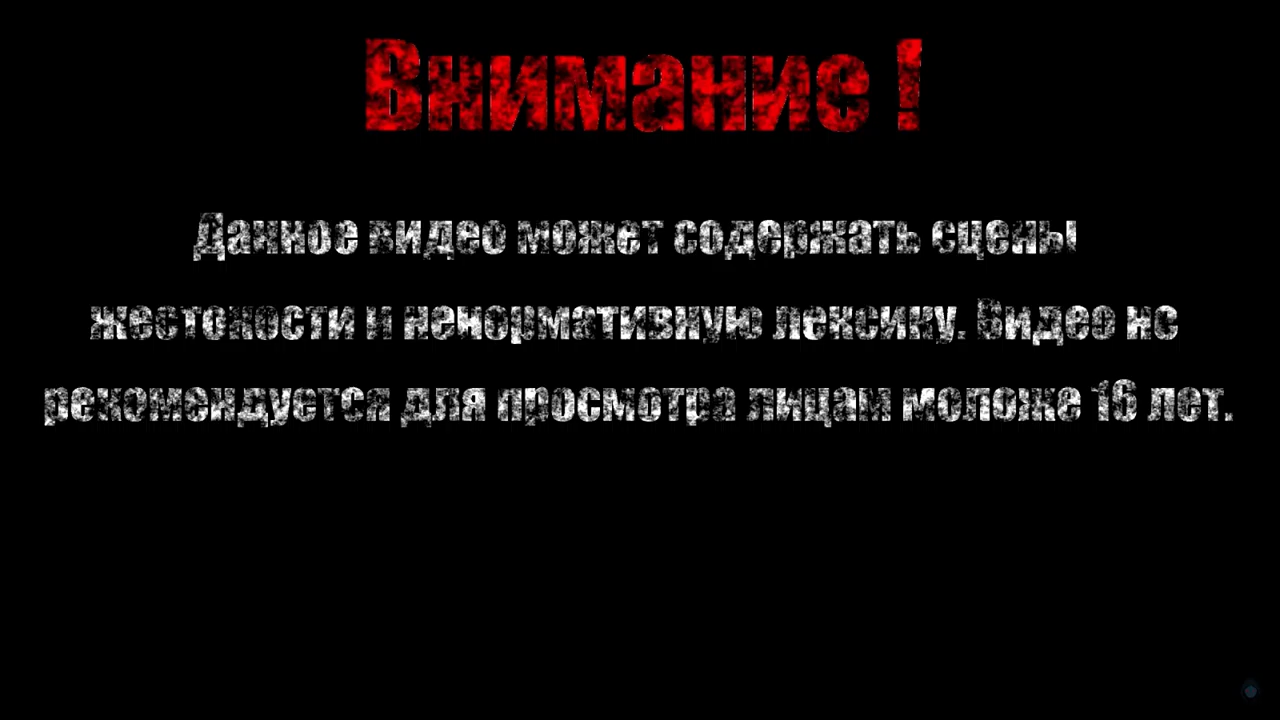 Внимание !
Данное видео может содержать сцены
жестокости и ненормативную лексику. Видео не
рекомендуется для просмотра лицам моложе 16 лет.